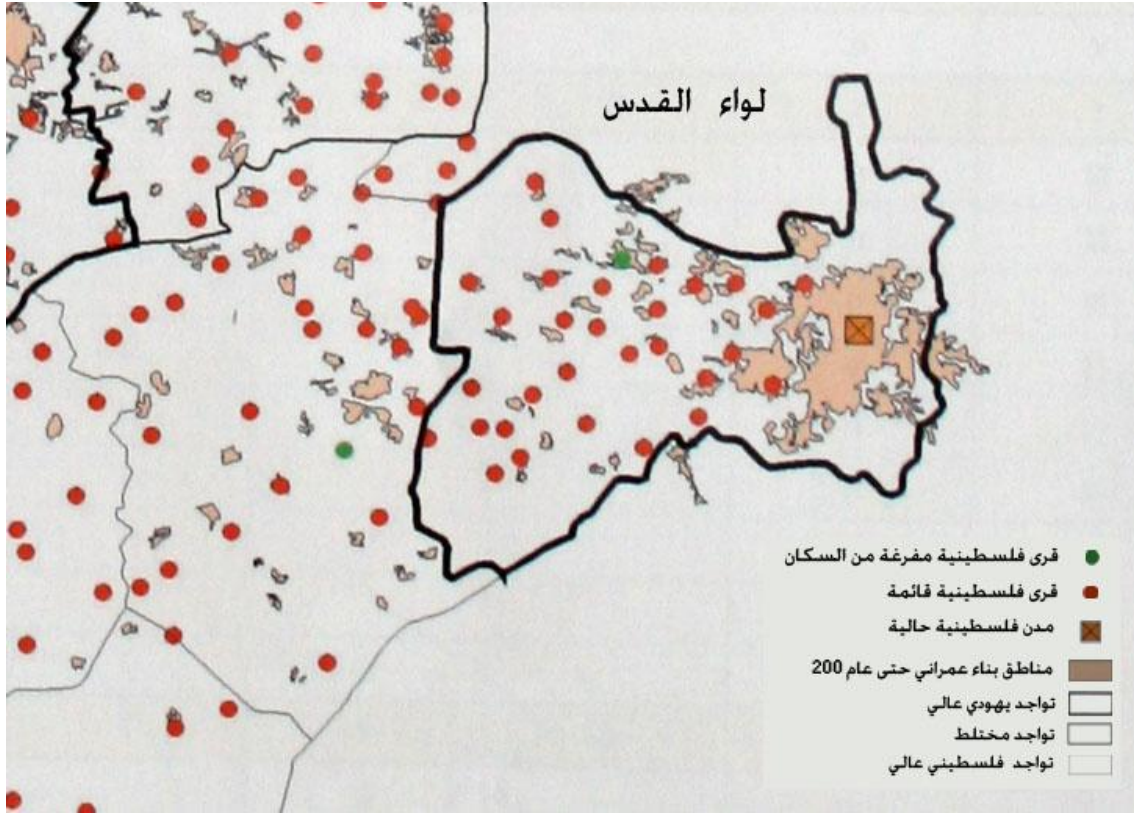 لواء القدس
قرى فلسطينية مفرغة من السكان
قرى فلسطينية قائمة
مدن فلسطينية حالية
مناطق بناء عمراني حتى عام 200
تواجد يهودي عالي
تواجد مختلط
تواجد فلسطيني عالي